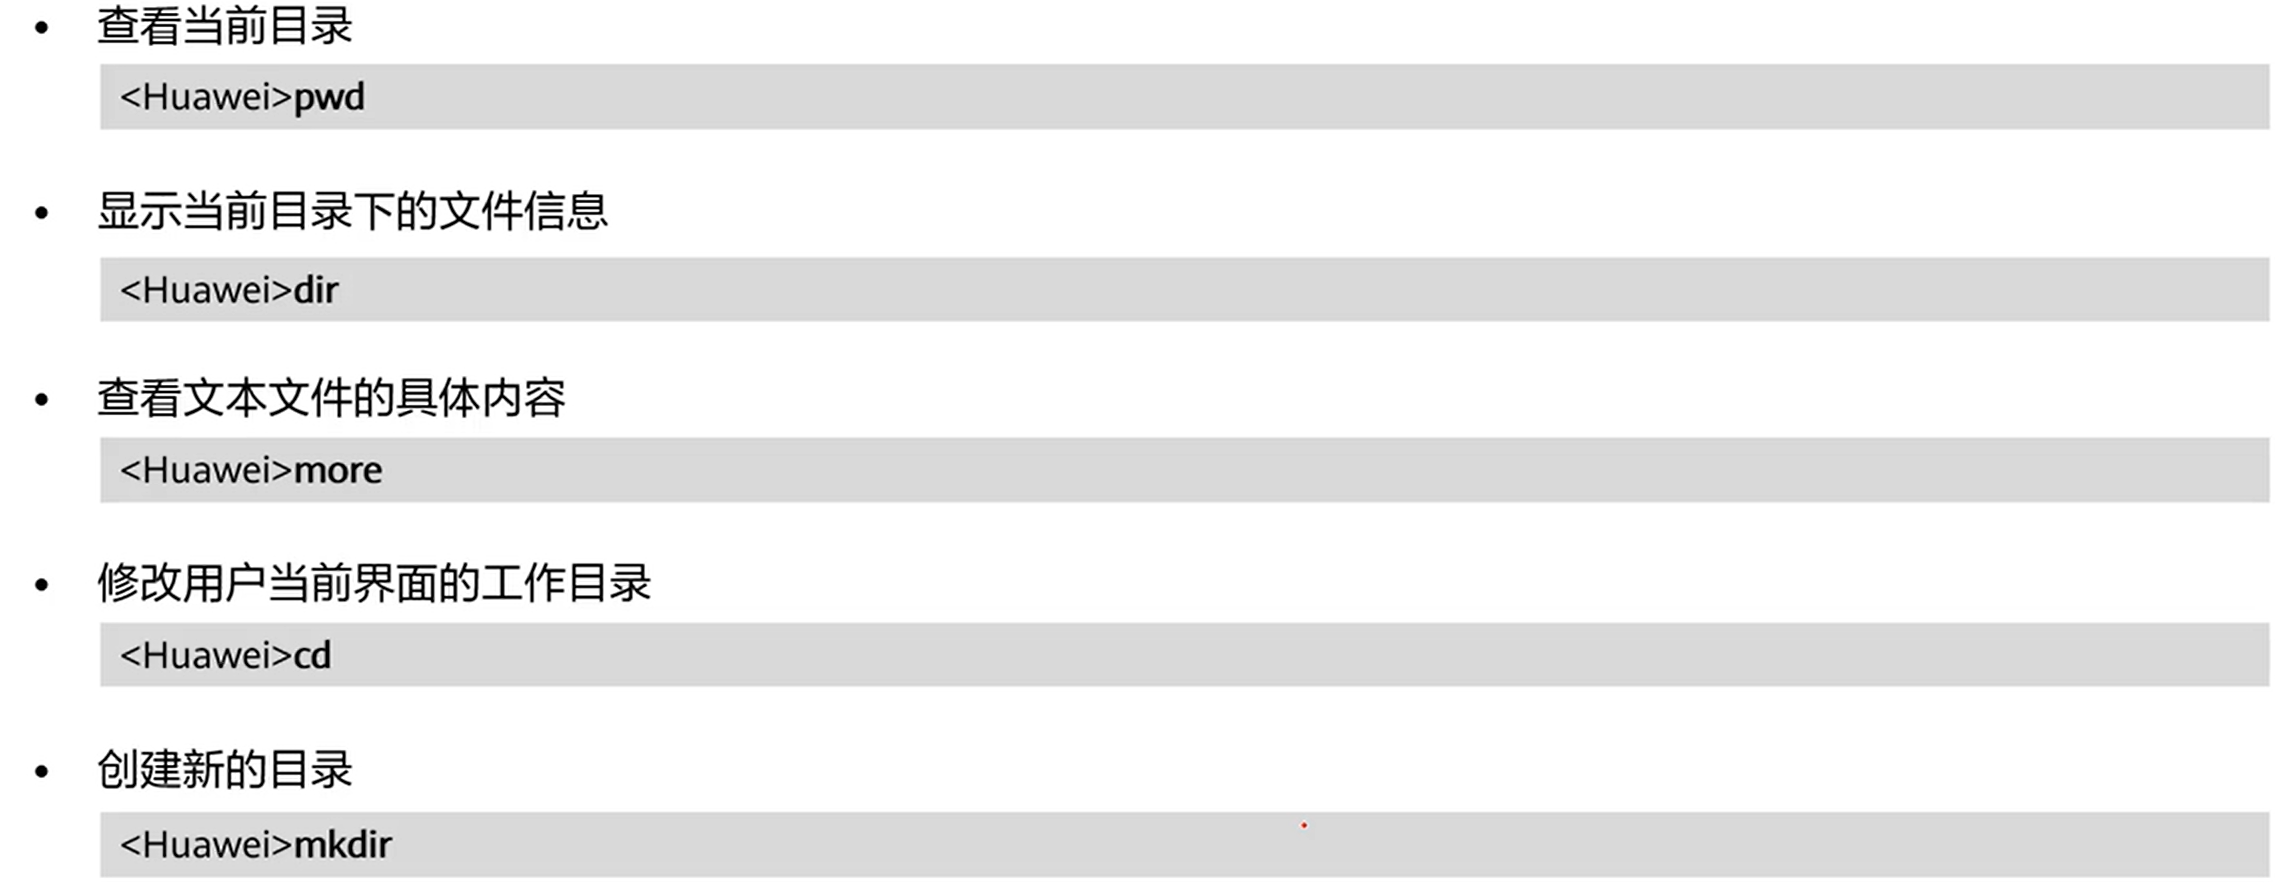 • 查看当前目录
<Huawei>pwd
• 显示当前目录下的文件信息
<Huawei>dir
• 查看文本文件的具体内容
<Huawei>more
• 修改用户当前界面的工作目录
<Huawei>cd
• 创建新的目录
<Huawei>mkdir